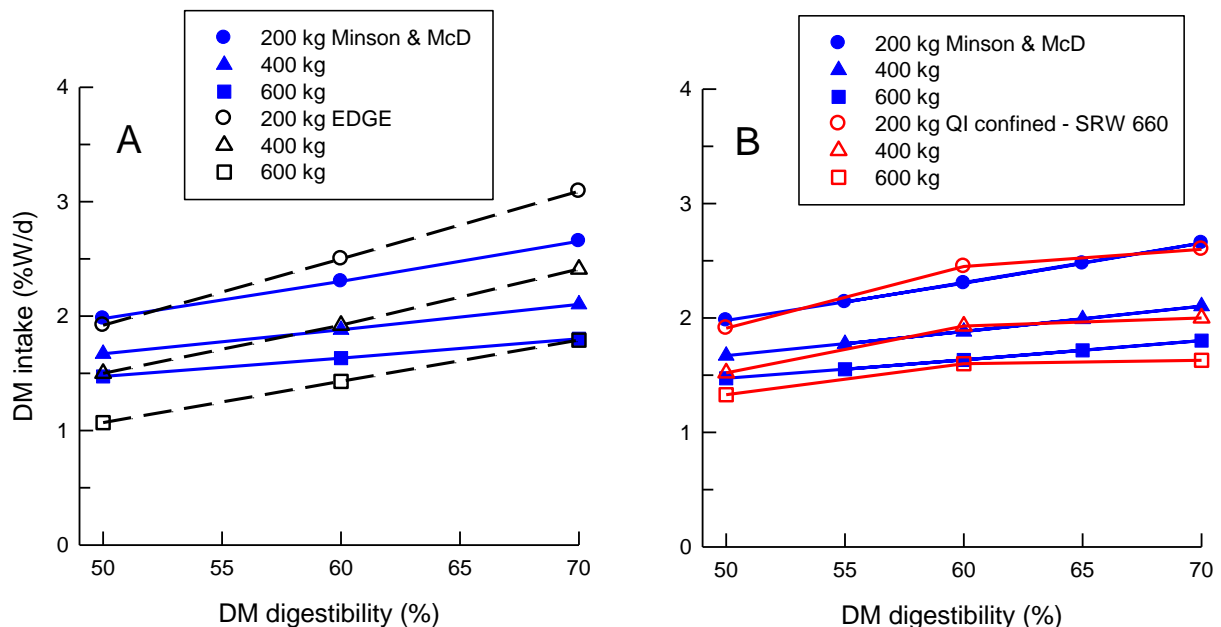 200 kg Minson & McD
400 kg
600 kg
200 kg EDGE
400 kg
600 kg
A
4
3
2
1
0
DM intake (%W/d)
50 55 60 65 70
DM digestibility (%)
200 kg Minson & McD
400 kg
600 kg
200 kg QI confined - SRW 660
400 kg
600 kg
B
4
3
2
1
0
50 55 60 65 70
DM digestibility (%)